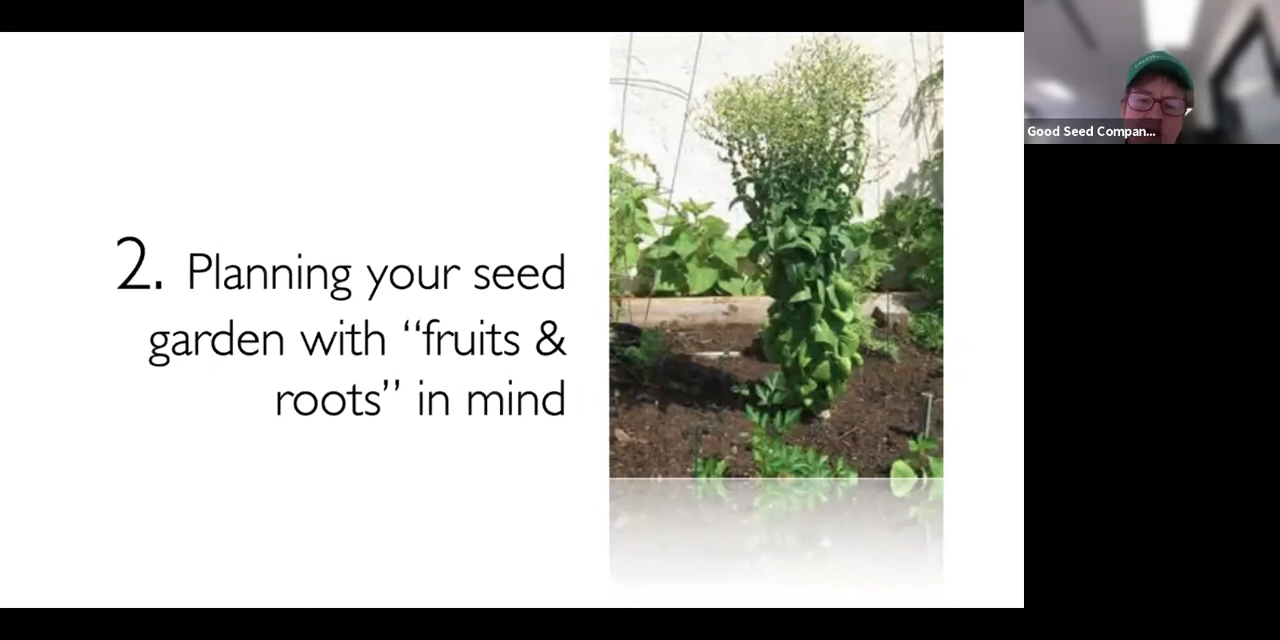 2. Planning your seed
garden with “fruits &
roots” in mind
Good Seed Compan...